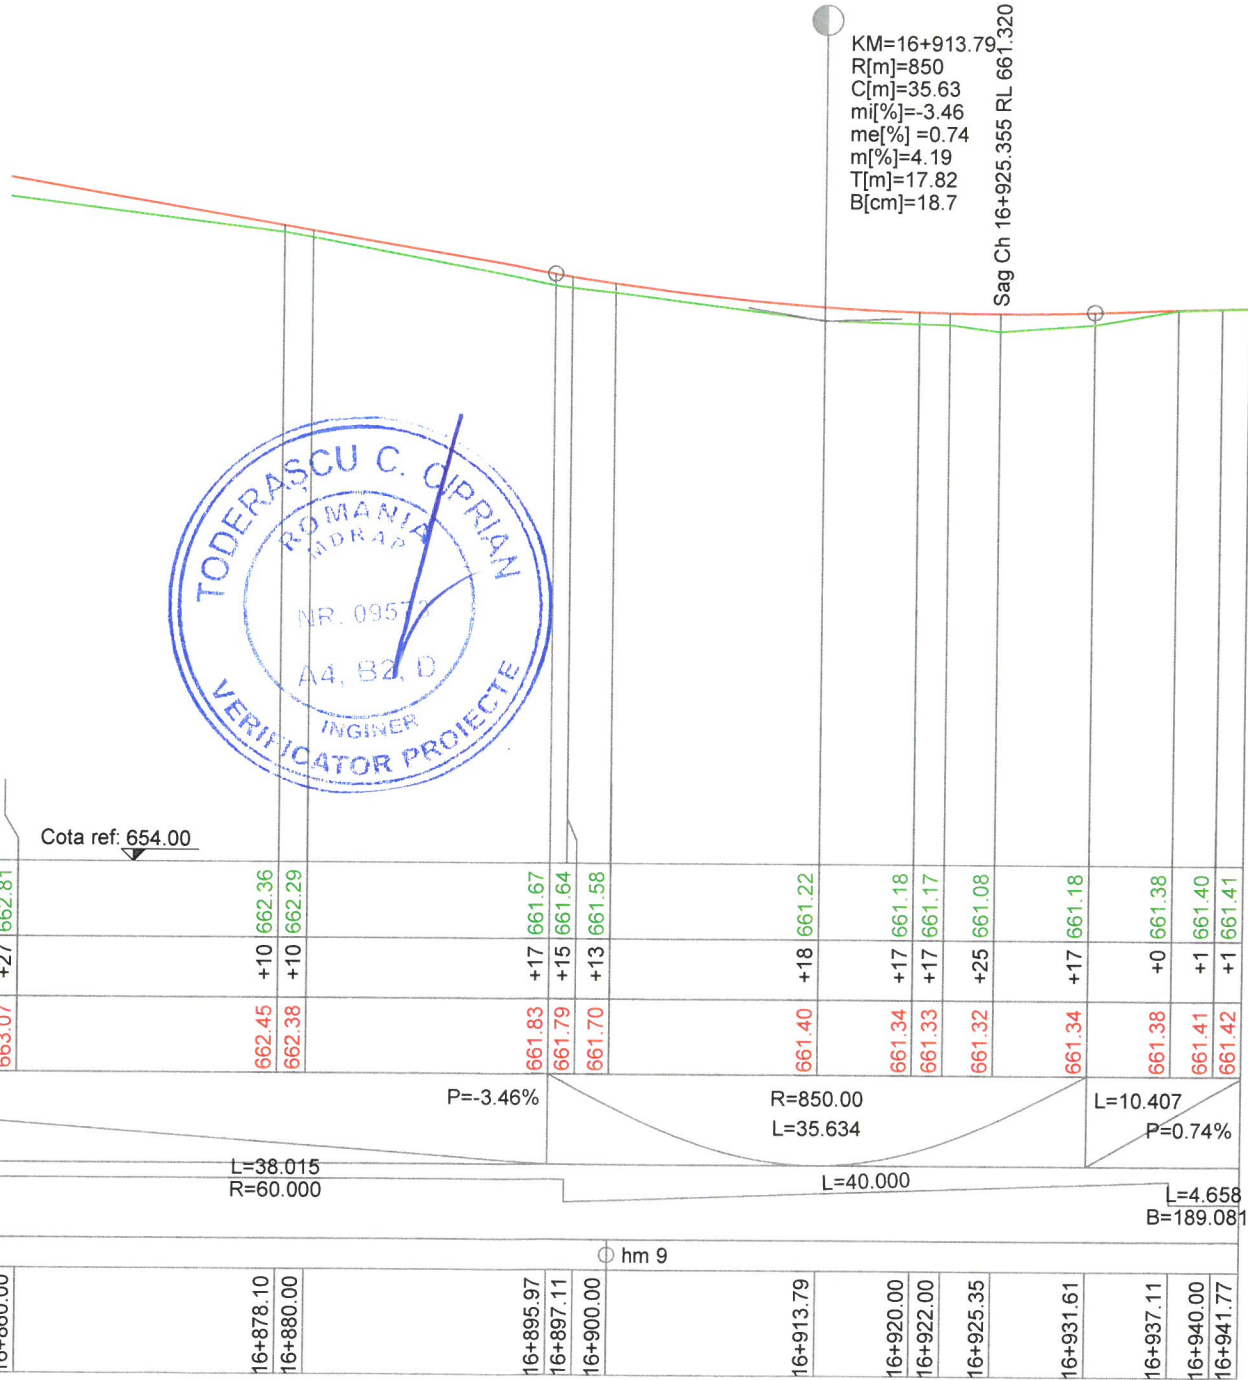 KM=16+913.79
R[m]=850
C[m]=35.63
mi[%]=-3.46
me[%] =0.74
m[%]=4.19
T[m]=17.82
B[cm]=18.7
Sag Ch 16+925.355 RL 661.320
TODERAȘCU C. CIPRIAN
ROMANIA
MDRAP
NR. 09573
A4, B2, D
INGINER
VERIFICATOR PROIECTE
Cota ref: 654.00
662.81 662.36 662.29 661.67 661.64 661.58 661.22 661.18 661.17 661.08 661.18 661.38 661.40 661.41
+27 +10 +10 +17 +15 +13 +18 +17 +17 +25 +17 +0 +1 +1
663.07 662.45 662.38 661.83 661.79 661.70 661.40 661.34 661.33 661.32 661.34 661.38 661.41 661.42
P=-3.46%
R=850.00
L=35.634
L=10.407
P=0.74%
L=38.015
R=60.000
L=40.000
L=4.658
B=189.081
hm 9
16+860.00 16+878.10 16+880.00 16+895.97 16+897.11 16+900.00 16+913.79 16+920.00 16+922.00 16+925.35 16+931.61 16+937.11 16+940.00 16+941.77